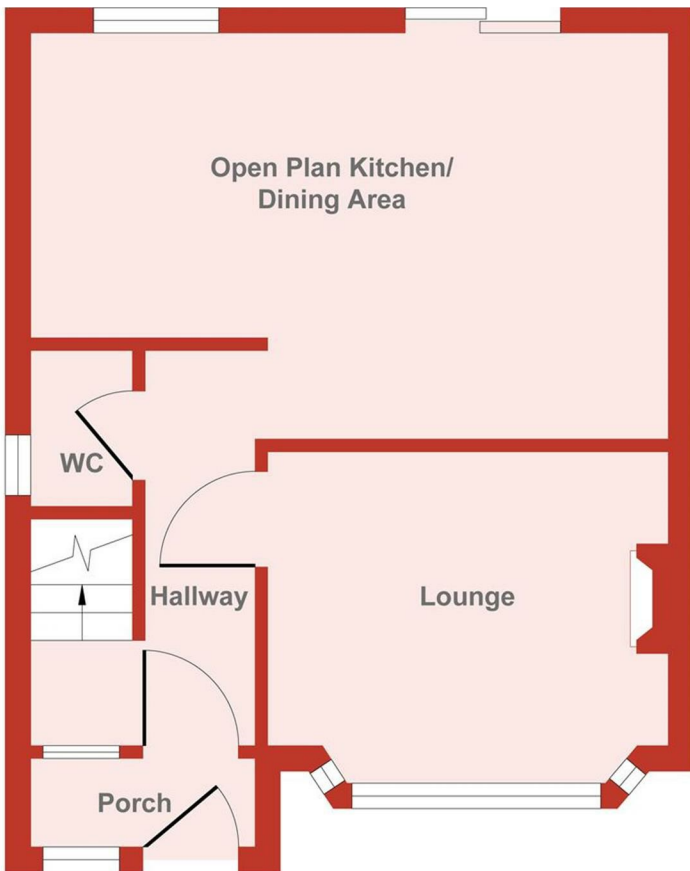 Open Plan Kitchen/
Dining Area
WC
Hallway
Lounge
Porch